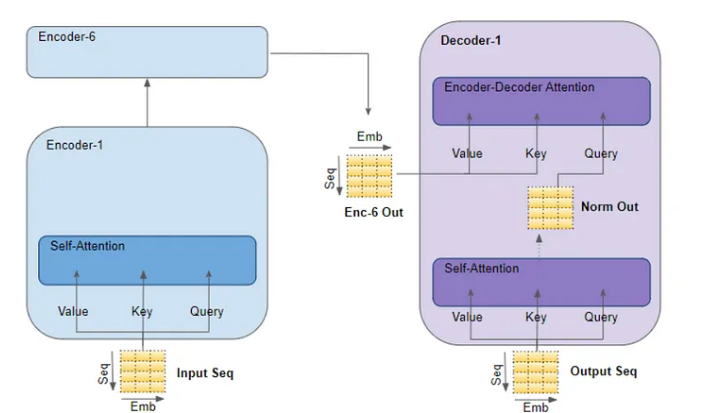 Encoder-6
Encoder-1
Self-Attention
Value Key Query
Seq
Input Seq
Emb
Emb
Seq
Enc-6 Out
Decoder-1
Encoder-Decoder Attention
Value Key Query
Norm Out
Self-Attention
Value Key Query
Seq
Output Seq
Emb